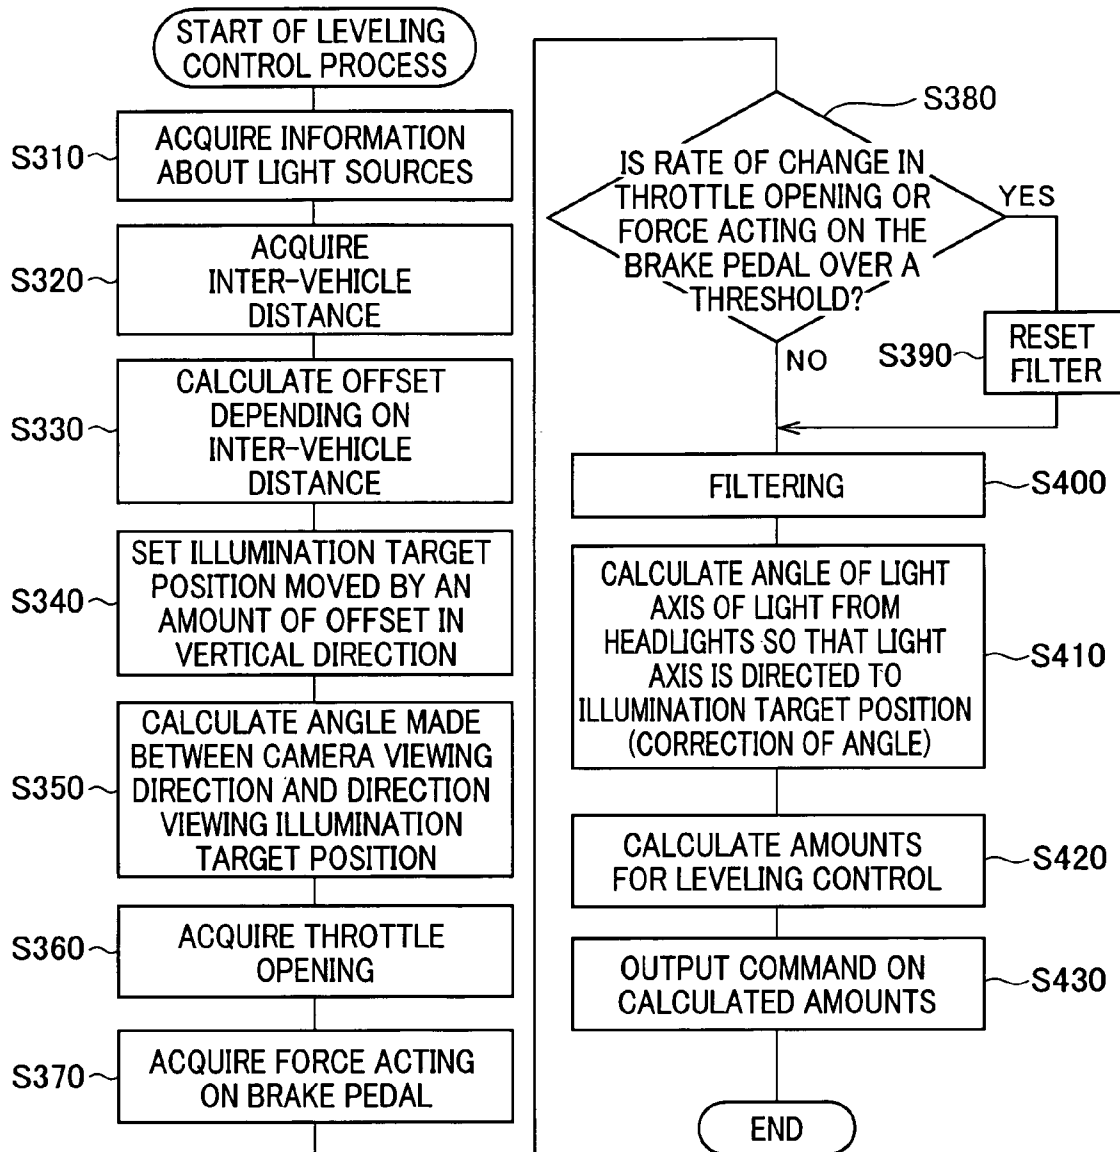 START OF LEVELING
CONTROL PROCESS
S310
ACQUIRE INFORMATION
ABOUT LIGHT SOURCES
S320
ACQUIRE
INTER-VEHICLE
DISTANCE
S330
CALCULATE OFFSET
DEPENDING ON
INTER-VEHICLE
DISTANCE
S340
SET ILLUMINATION TARGET
POSITION MOVED BY AN
AMOUNT OF OFFSET IN
VERTICAL DIRECTION
S350
CALCULATE ANGLE MADE
BETWEEN CAMERA VIEWING
DIRECTION AND DIRECTION
VIEWING ILLUMINATION
TARGET POSITION
S360
ACQUIRE THROTTLE
OPENING
S370
ACQUIRE FORCE ACTING
ON BRAKE PEDAL
S380
IS RATE OF CHANGE IN
THROTTLE OPENING OR
FORCE ACTING ON THE
BRAKE PEDAL OVER A
THRESHOLD?
YES
NO
S390
RESET
FILTER
FILTERING
S400
CALCULATE ANGLE OF LIGHT
AXIS OF LIGHT FROM
HEADLIGHTS SO THAT LIGHT
AXIS IS DIRECTED TO
ILLUMINATION TARGET POSITION
(CORRECTION OF ANGLE)
S410
CALCULATE AMOUNTS
FOR LEVELING CONTROL
S420
OUTPUT COMMAND ON
CALCULATED AMOUNTS
S430
END